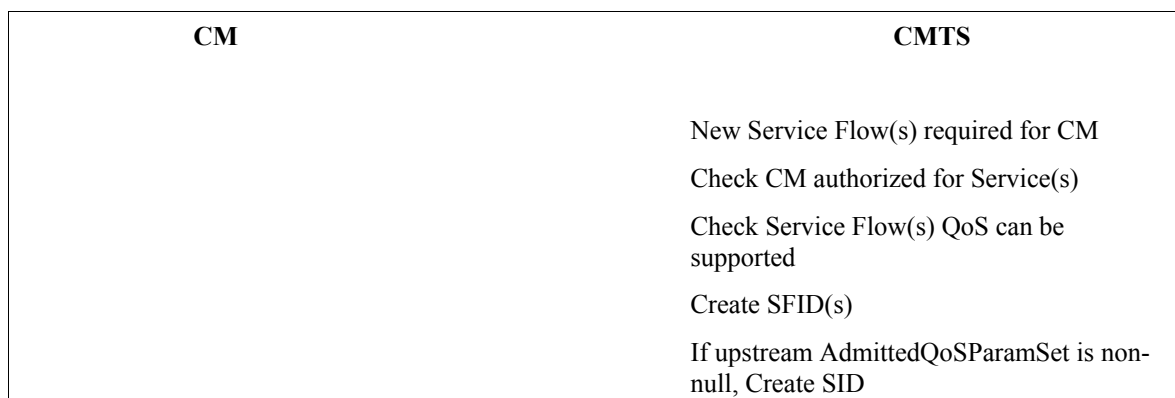 CM CMTS
New Service Flow(s) required for CM
Check CM authorized for Service(s)
Check Service Flow(s) QoS can be
supported
Create SFID(s)
If upstream AdmittedQoSParamSet is non-
null, Create SID